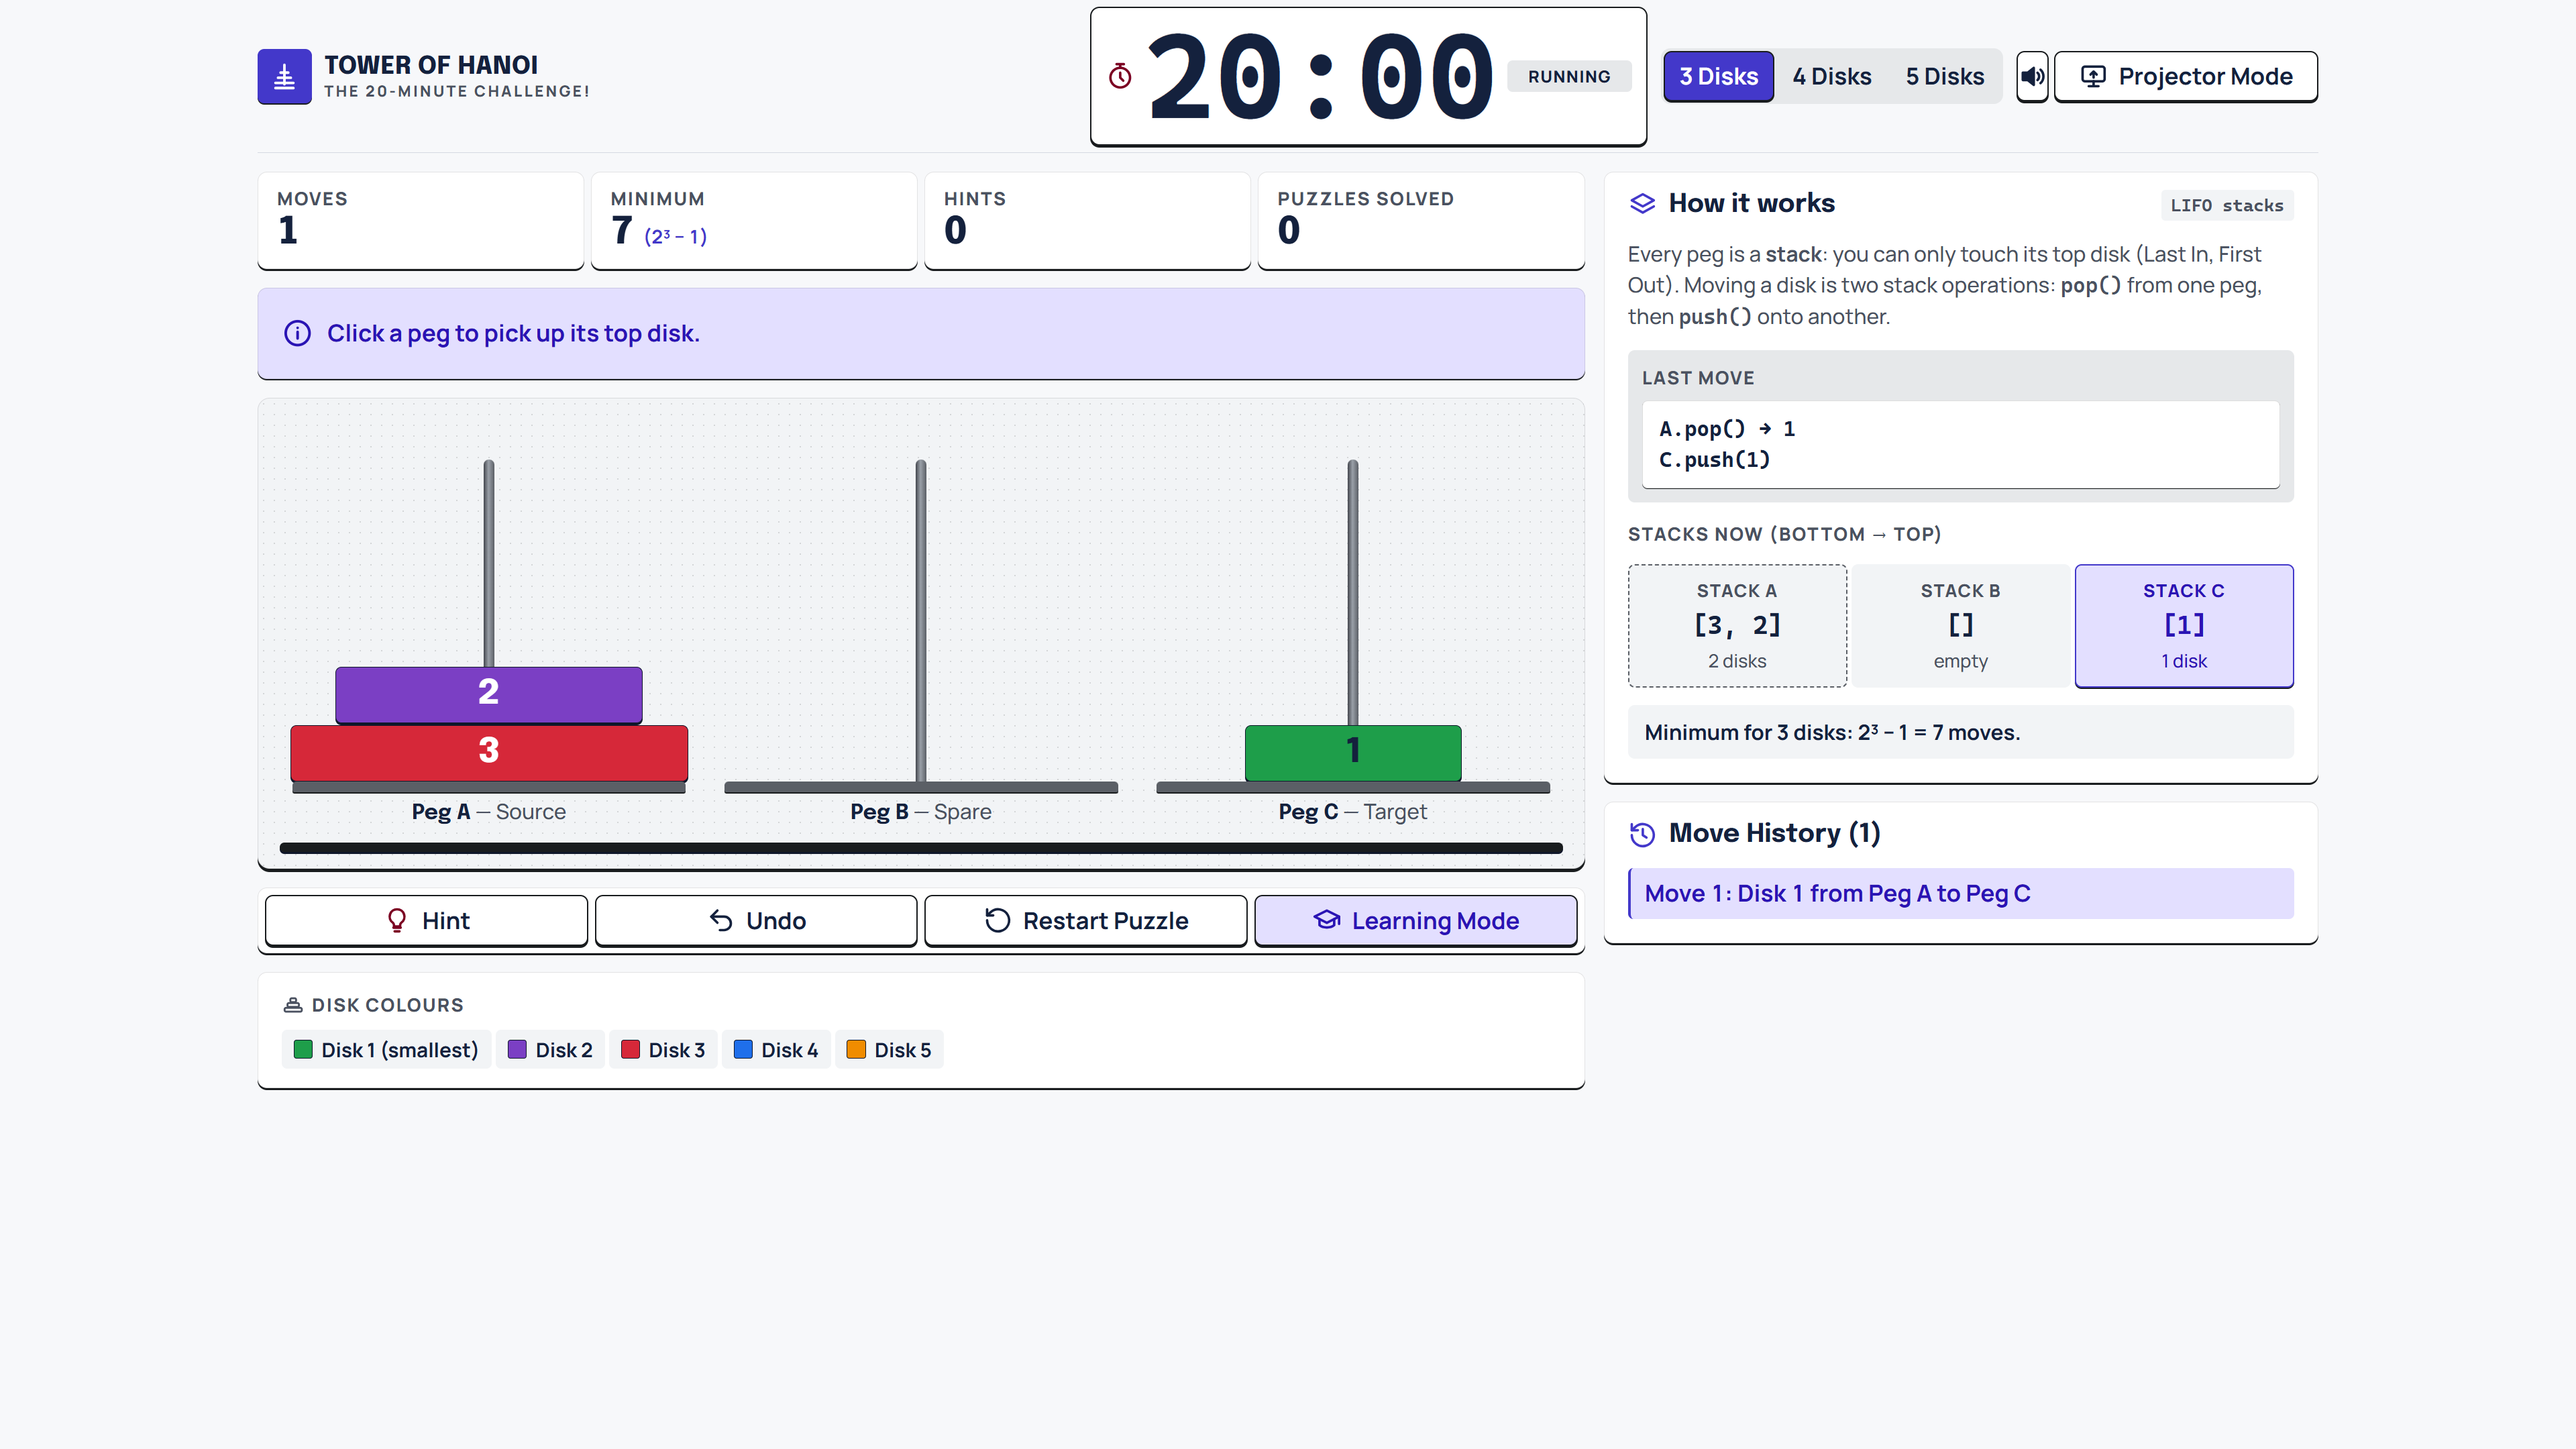 TOWER OF HANOI
THE 20-MINUTE CHALLENGE!
20:00
RUNNING
3 Disks
4 Disks
5 Disks
Projector Mode
MOVES
1
MINIMUM
7 (2³ − 1)
HINTS
0
PUZZLES SOLVED
0
Click a peg to pick up its top disk.
2
3
1
Peg A — Source
Peg B — Spare
Peg C — Target
Hint
Undo
Restart Puzzle
Learning Mode
DISK COLOURS
Disk 1 (smallest)
Disk 2
Disk 3
Disk 4
Disk 5
How it works
LIFO stacks
Every peg is a stack: you can only touch its top disk (Last In, First
Out). Moving a disk is two stack operations: pop() from one peg,
then push() onto another.
LAST MOVE
A.pop() → 1
C.push(1)
STACKS NOW (BOTTOM → TOP)
STACK A
[3, 2]
2 disks
STACK B
[]
empty
STACK C
[1]
1 disk
Minimum for 3 disks: 2³ − 1 = 7 moves.
Move History (1)
Move 1: Disk 1 from Peg A to Peg C